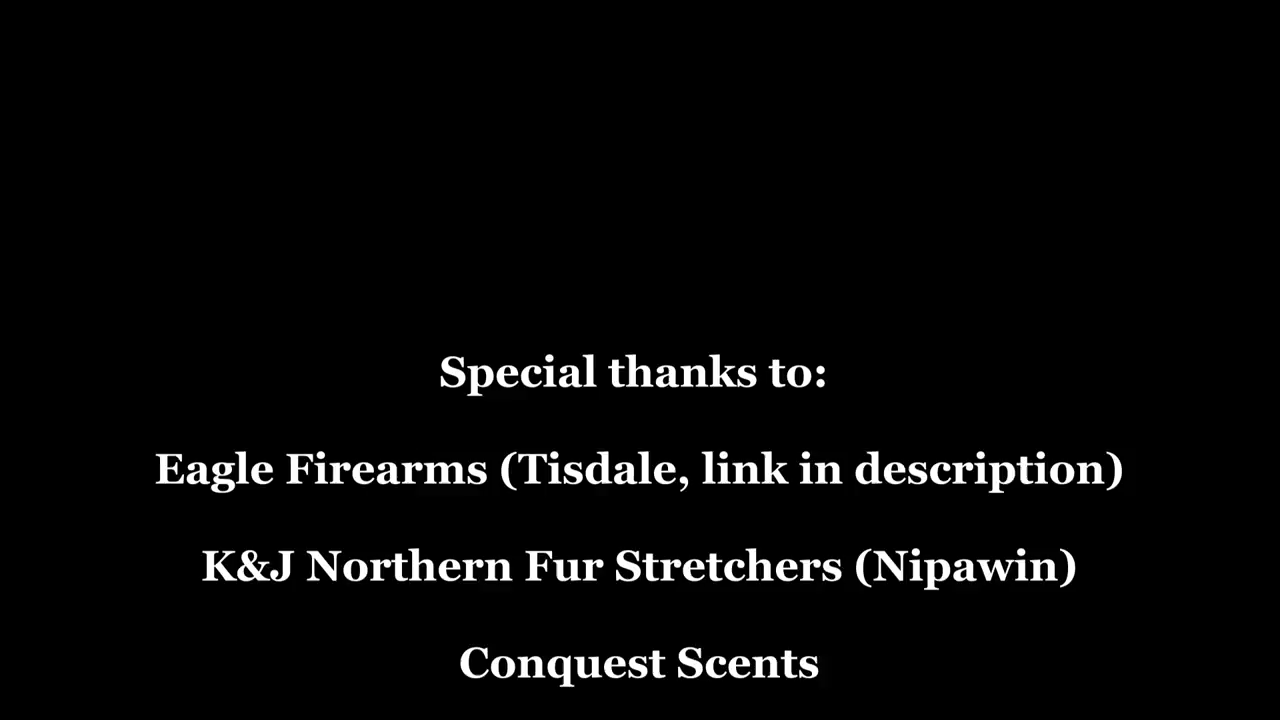 Special thanks to:
Eagle Firearms (Tisdale, link in description)
K&J Northern Fur Stretchers (Nipawin)
Conquest Scents